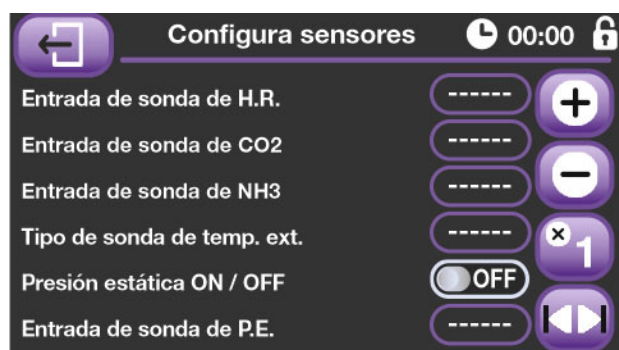 Configura sensores 00:00
Entrada de sonda de H.R. ------
Entrada de sonda de CO2 ------
Entrada de sonda de NH3 ------
Tipo de sonda de temp. ext. ------ x1
Presión estática ON / OFF OFF
Entrada de sonda de P.E. ------